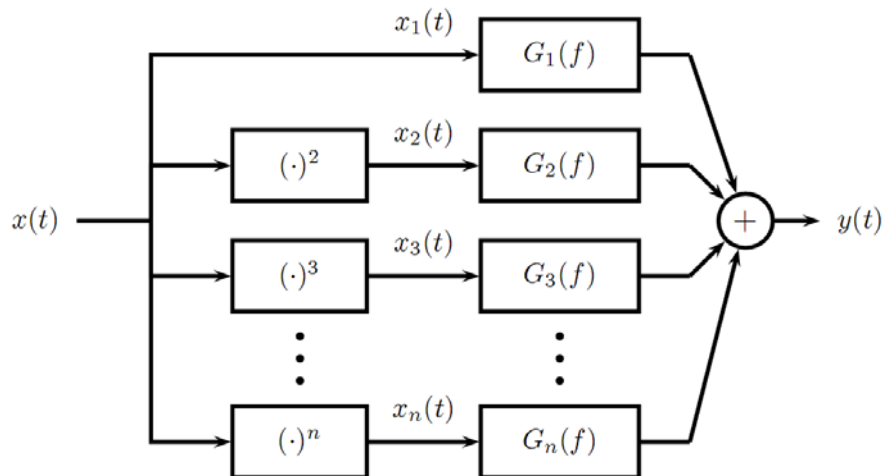 x₁(t) G₁(f)
(·)² x₂(t) G₂(f)
x(t) + y(t)
(·)³ x₃(t) G₃(f)
(·)ⁿ xₙ(t) Gₙ(f)